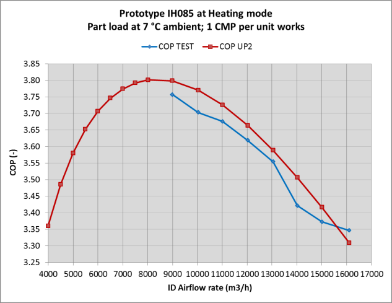 Prototype IH085 at Heating mode
Part load at 7 °C ambient; 1 CMP per unit works
COP TEST COP UP2
3.85
3.80
3.75
3.70
3.65
3.60
3.55
3.50
3.45
3.40
3.35
3.30
3.25
COP (-)
4000 5000 6000 7000 8000 9000 10000 11000 12000 13000 14000 15000 16000 17000
ID Airflow rate (m3/h)